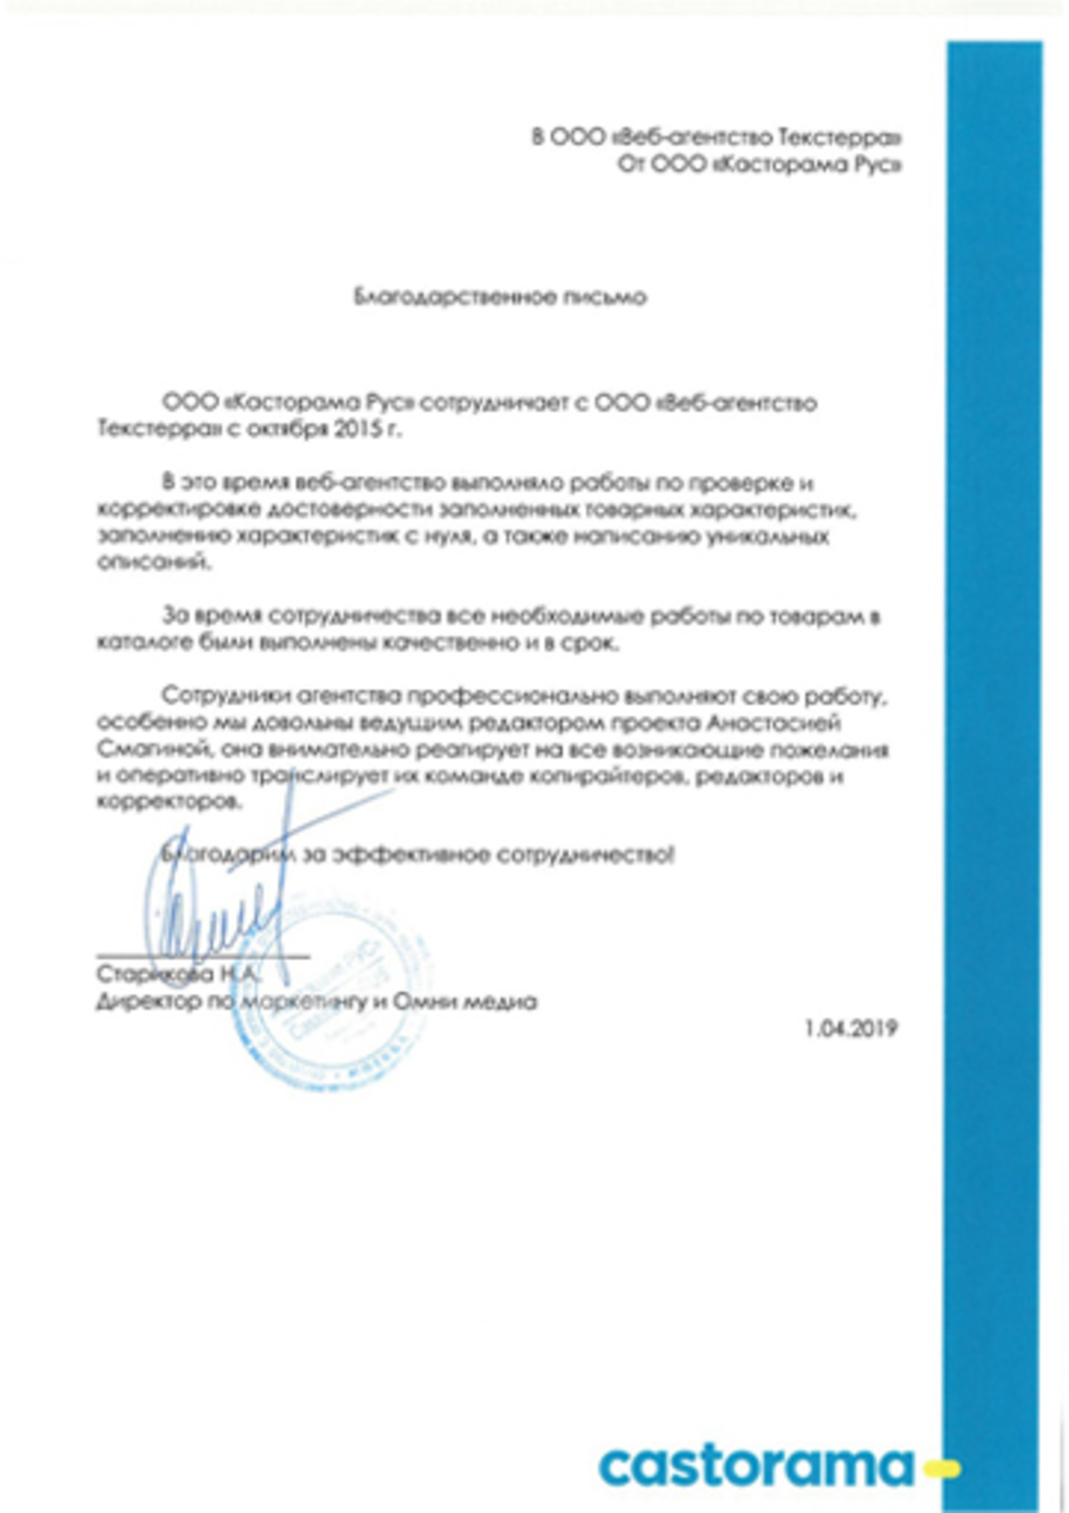 В ООО «Веб-агентство Текстерра»
От ООО «Касторама Рус»
Благодарственное письмо
ООО «Касторама Рус» сотрудничает с ООО «Веб-агентство
Текстерра» с октября 2015 г.
В это время веб-агентство выполняло работы по проверке и
корректировке достоверности заполненных товарных характеристик,
заполнению характеристик с нуля, а также написанию уникальных
описаний.
За время сотрудничества все необходимые работы по товарам в
каталоге были выполнены качественно и в срок.
Сотрудники агентства профессионально выполняют свою работу,
особенно мы довольны ведущим редактором проекта Анастасией
Смагиной, она внимательно реагирует на все возникающие пожелания
и оперативно транслирует их команде копирайтеров, редакторов и
корректоров.
Благодарим за эффективное сотрудничество!
Старикова Н.А.
Директор по маркетингу и Омни медиа
1.04.2019
castorama